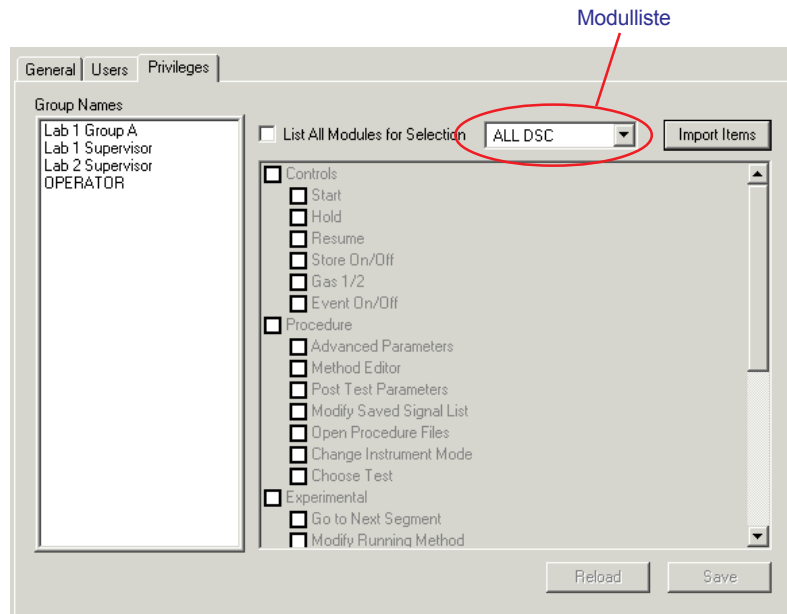 Modulliste
General Users Privileges
Group Names
Lab 1 Group A
Lab 1 Supervisor
Lab 2 Supervisor
OPERATOR
List All Modules for Selection ALL DSC Import Items
Controls
Start
Hold
Resume
Store On/Off
Gas 1/2
Event On/Off
Procedure
Advanced Parameters
Method Editor
Post Test Parameters
Modify Saved Signal List
Open Procedure Files
Change Instrument Mode
Choose Test
Experimental
Go to Next Segment
Modify Running Method
Reload Save